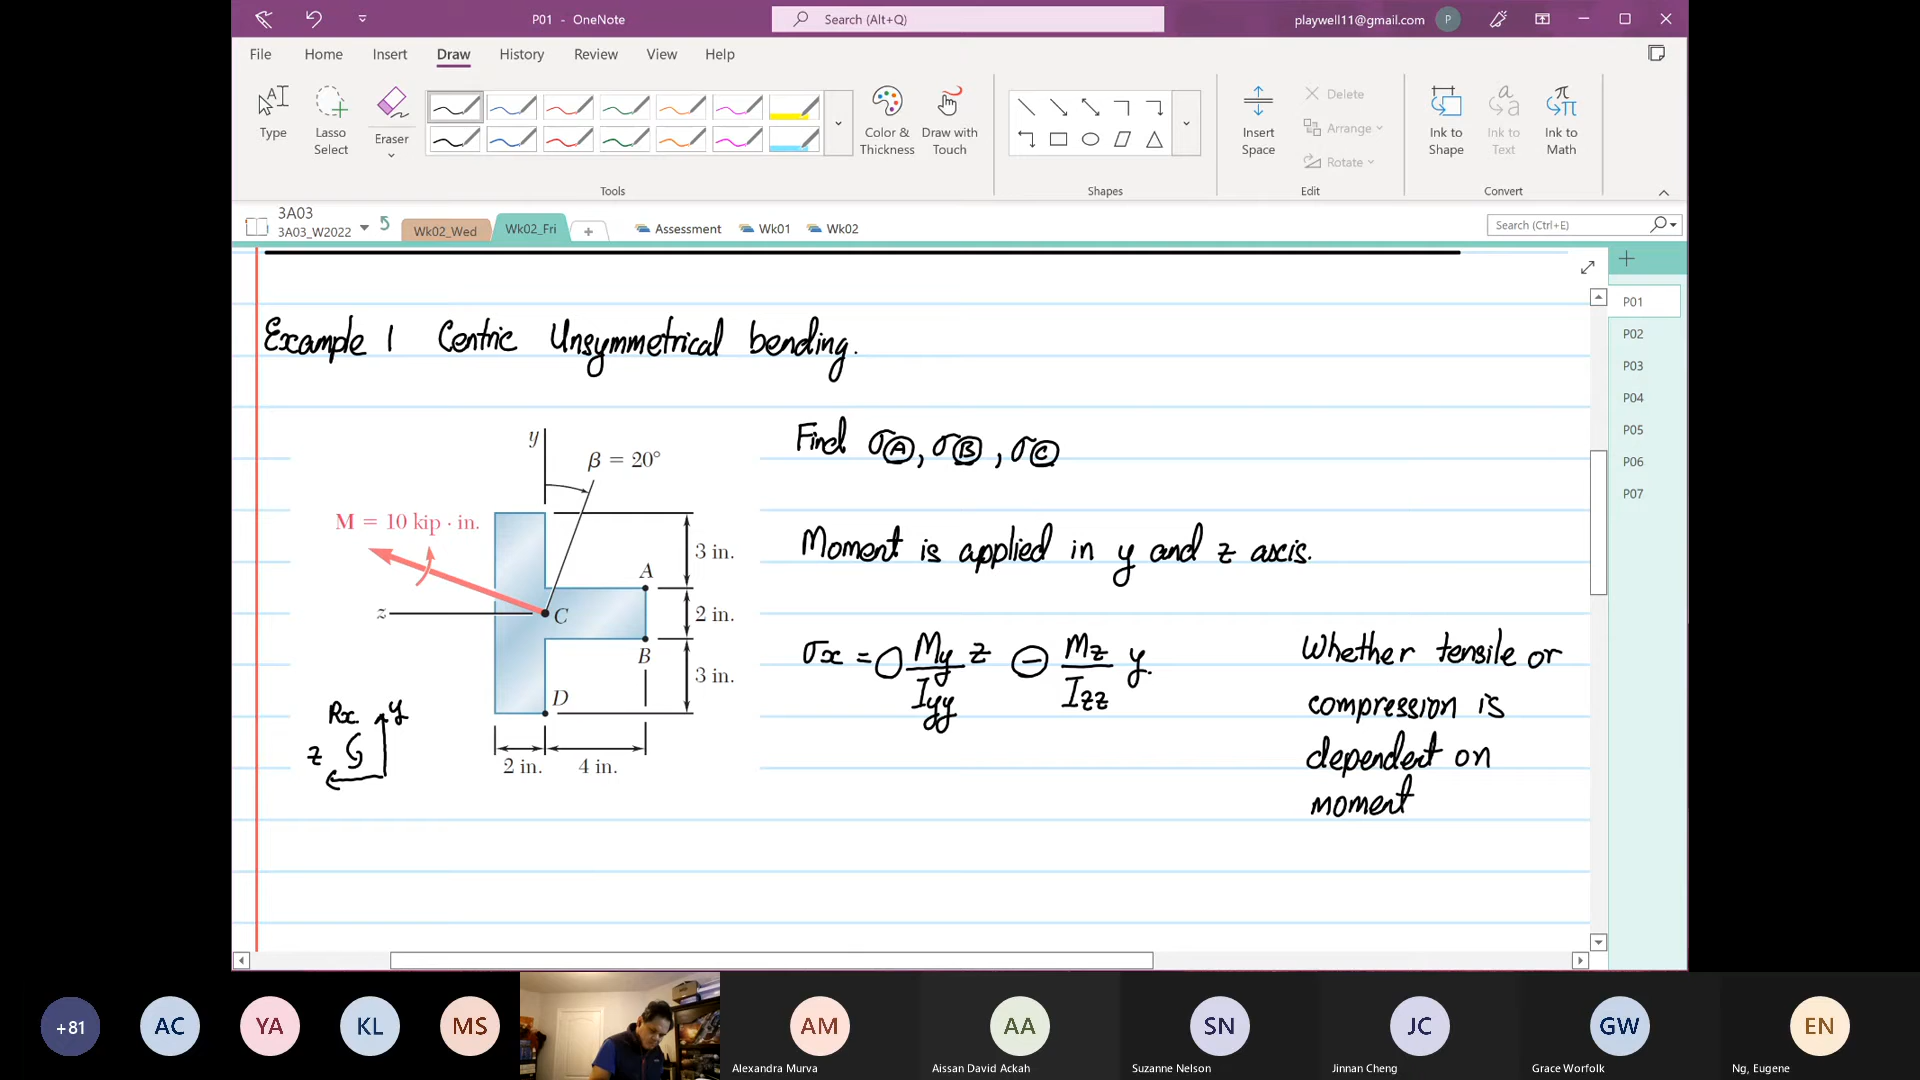 P01 - OneNote
Search (Alt+Q)
playwell11@gmail.com
P
File Home Insert Draw History Review View Help
Type
Lasso Select
Eraser
Color & Thickness
Draw with Touch
Insert Space
Delete
Arrange
Rotate
Ink to Shape
Ink to Text
Ink to Math
Tools
Shapes
Edit
Convert
3A03
3A03_W2022
Wk02_Wed
Wk02_Fri
Assessment
Wk01
Wk02
Search (Ctrl+E)
P01
P02
P03
P04
P05
P06
P07
Example 1 Centric Unsymmetrical bending.
y
β = 20°
M = 10 kip · in.
z
C
A
B
D
3 in.
2 in.
3 in.
2 in.
4 in.
Rx
y
z
Find σⒶ, σⒷ, σⒸ
Moment is applied in y and z axis.
σx = ◯ My/Iyy z ⊖ Mz/Izz y.
Whether tensile or
compression is
dependent on
moment
+81
AC
YA
KL
MS
AM
AA
SN
JC
GW
EN
Alexandra Murva
Aissan David Ackah
Suzanne Nelson
Jinnan Cheng
Grace Worfolk
Ng, Eugene